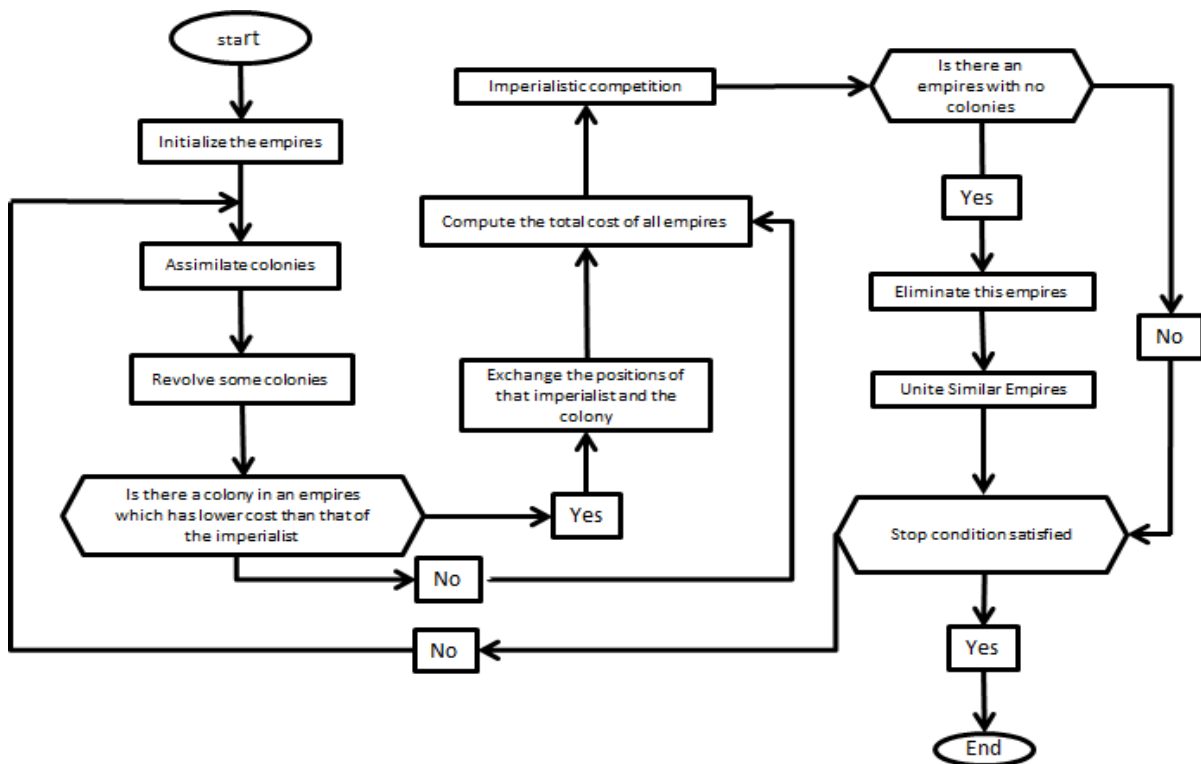 start
Initialize the empires
Assimilate colonies
Revolve some colonies
Is there a colony in an empires
which has lower cost than that of
the imperialist
Yes
No
Exchange the positions of
that imperialist and the
colony
Compute the total cost of all empires
Imperialistic competition
Is there an
empires with no
colonies
Yes
No
Eliminate this empires
Unite Similar Empires
Stop condition satisfied
No
Yes
End